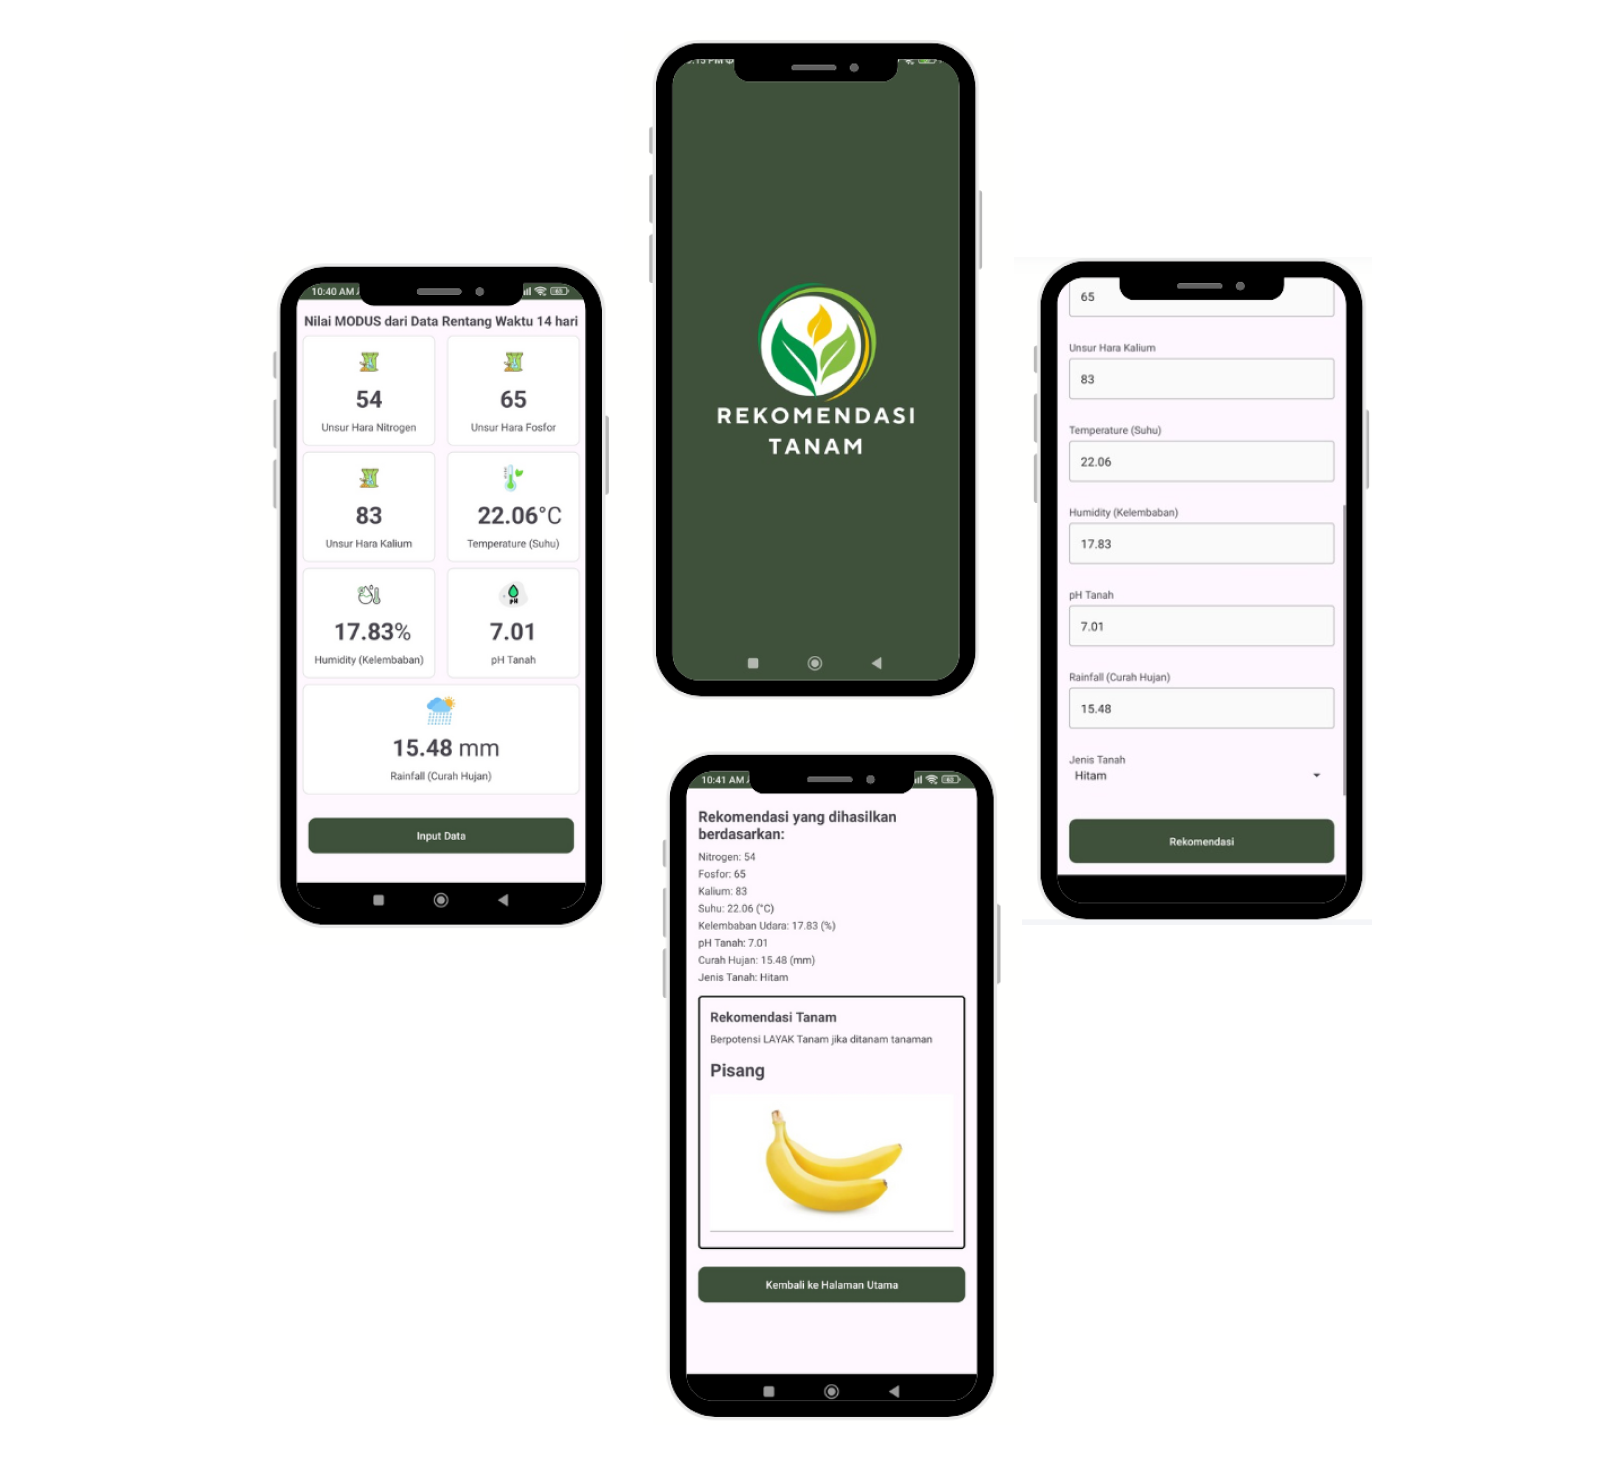 REKOMENDASI
TANAM
10:40 AM
Nilai MODUS dari Data Rentang Waktu 14 hari
54
Unsur Hara Nitrogen
65
Unsur Hara Fosfor
83
Unsur Hara Kalium
22.06°C
Temperature (Suhu)
17.83%
Humidity (Kelembaban)
pH
7.01
pH Tanah
15.48 mm
Rainfall (Curah Hujan)
Input Data
65
Unsur Hara Kalium
83
Temperature (Suhu)
22.06
Humidity (Kelembaban)
17.83
pH Tanah
7.01
Rainfall (Curah Hujan)
15.48
Jenis Tanah
Hitam
Rekomendasi
10:41 AM
Rekomendasi yang dihasilkan
berdasarkan:
Nitrogen: 54
Fosfor: 65
Kalium: 83
Suhu: 22.06 (°C)
Kelembaban Udara: 17.83 (%)
pH Tanah: 7.01
Curah Hujan: 15.48 (mm)
Jenis Tanah: Hitam
Rekomendasi Tanam
Berpotensi LAYAK Tanam jika ditanam tanaman
Pisang
Kembali ke Halaman Utama